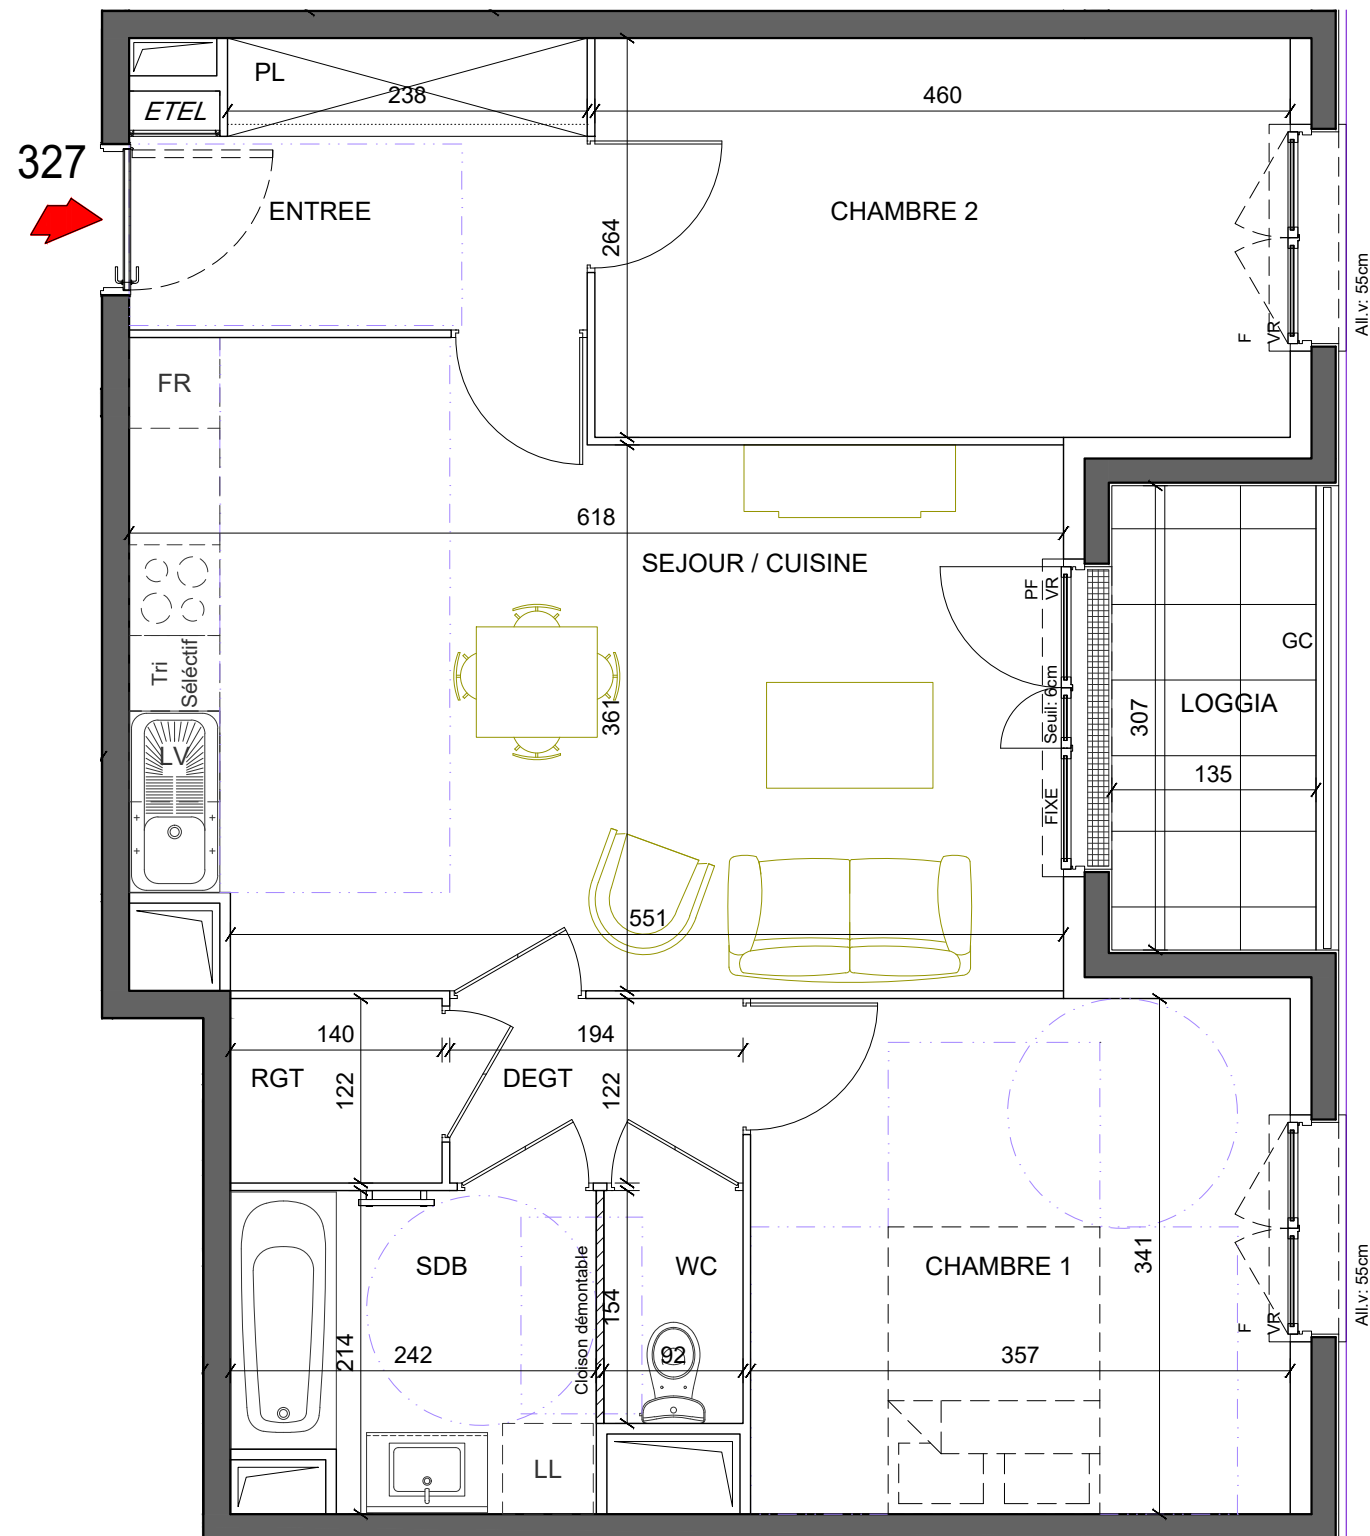 PL
ETEL
238
460
327
ENTREE
CHAMBRE 2
264
F
VR
All.v: 55cm
FR
618
SEJOUR / CUISINE
PF
VR
GC
Tri
Séléctif
361
Seuil: 6cm
307
LOGGIA
LV
135
FIXE
551
140
194
RGT
122
DEGT
122
SDB
Cloison démontable
WC
154
CHAMBRE 1
341
All.v: 55cm
F
VR
214
242
92
357
LL